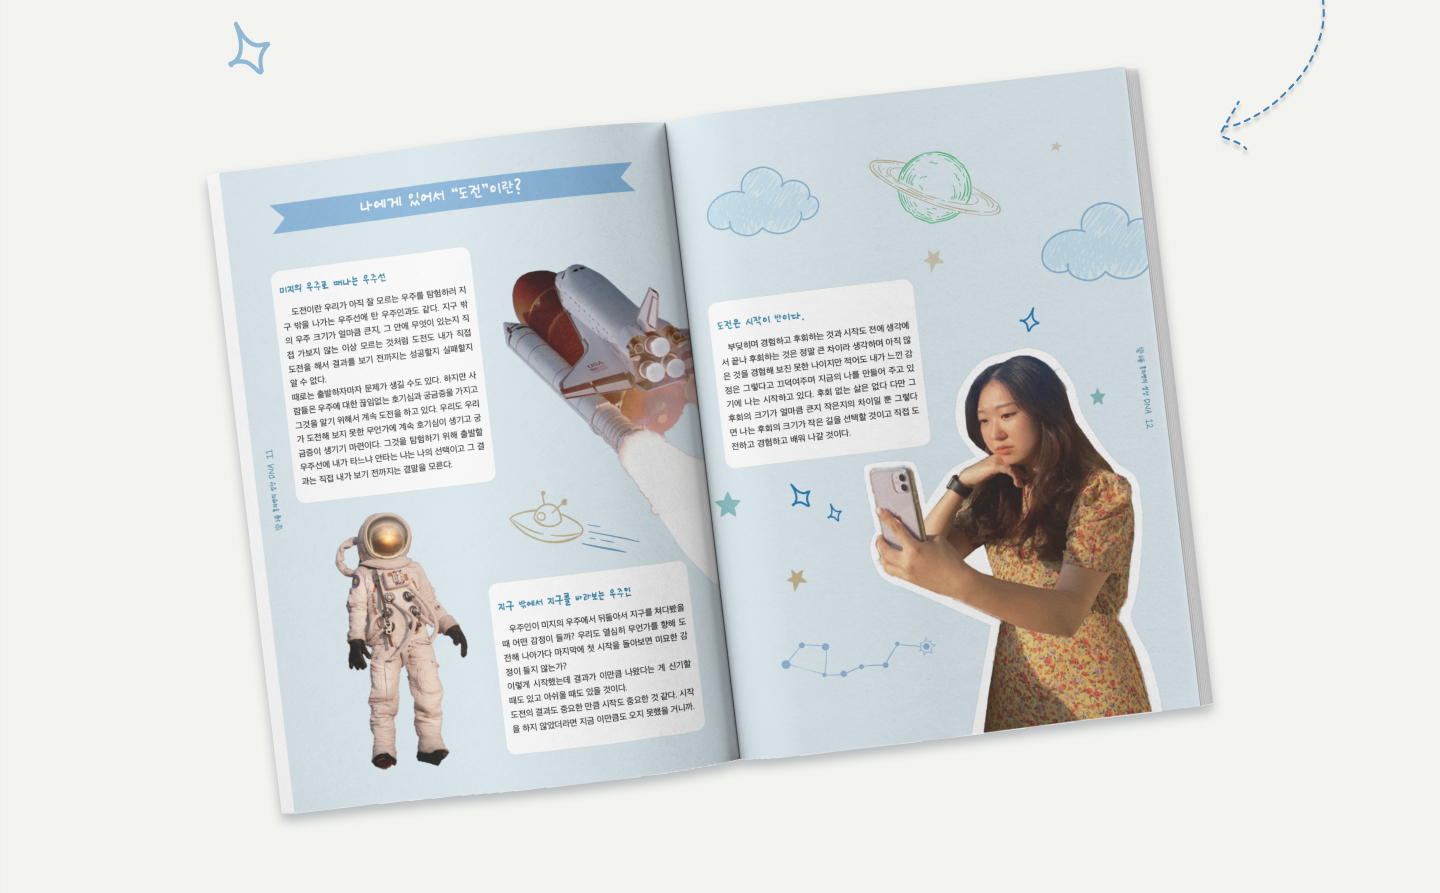 나에게 있어서 “도전”이란?
미지의 우주로 떠나는 우주선
도전이란 우리가 아직 잘 모르는 우주를 탐험하러 지
구 밖을 나가는 우주선에 탄 우주인과도 같다. 지구 밖
의 우주 크기가 얼마큼 큰지, 그 안에 무엇이 있는지 직
접 가보지 않는 이상 모르는 것처럼 도전도 내가 직접
도전을 해서 결과를 보기 전까지는 성공할지 실패할지
알 수 없다.
때로는 출발하자마자 문제가 생길 수도 있다. 하지만 사
람들은 우주에 대한 끊임없는 호기심과 궁금증을 가지고
그것을 알기 위해서 계속 도전을 하고 있다. 우리도 우리
가 도전해 보지 못한 무언가에 계속 호기심이 생기고 궁
금증이 생기기 마련이다. 그것을 탐험하기 위해 출발할
우주선에 내가 타느냐 안타는 나는 나의 선택이고 그 결
과는 직접 내가 보기 전까지는 결말을 모른다.
USA
지구 밖에서 지구를 바라보는 우주인
우주인이 미지의 우주에서 뒤돌아서 지구를 쳐다봤을
때 어떤 감정이 들까? 우리도 열심히 무언가를 향해 도
전해 나아가다 마지막에 첫 시작을 돌아보면 미묘한 감
정이 들지 않는가?
이렇게 시작했는데 결과가 이만큼 나왔다는 게 신기할
때도 있고 아쉬울 때도 있을 것이다.
도전의 결과도 중요한 만큼 시작도 중요한 것 같다. 시작
을 하지 않았더라면 지금 이만큼도 오지 못했을 거니까.
DNA 11
도전은 시작이 반이다.
부딪히며 경험하고 후회하는 것과 시작도 전에 생각에
서 끝나 후회하는 것은 정말 큰 차이라 생각하며 아직 많
은 것을 경험해 보진 못한 나이지만 적어도 내가 느낀 감
정은 그렇다고 끄덕여주며 지금의 나를 만들어 주고 있
기에 나는 시작하고 있다. 후회 없는 삶은 없다 다만 그
후회의 크기가 얼마큼 큰지 작은지의 차이일 뿐 그렇다
면 나는 후회의 크기가 작은 길을 선택할 것이고 직접 도
전하고 경험하고 배워 나갈 것이다.
DNA 12